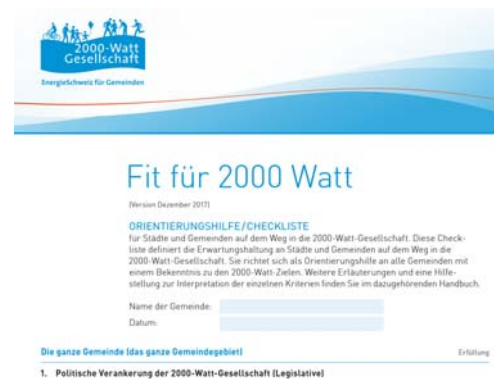 2000-Watt
Gesellschaft
EnergieSchweiz für Gemeinden
Fit für 2000 Watt
(Version Dezember 2017)
ORIENTIERUNGSHILFE/CHECKLISTE
für Städte und Gemeinden auf dem Weg in die 2000-Watt-Gesellschaft. Diese Check-
liste definiert die Erwartungshaltung an Städte und Gemeinden auf dem Weg in die
2000-Watt-Gesellschaft. Sie richtet sich als Orientierungshilfe an alle Gemeinden mit
einem Bekenntnis zu den 2000-Watt-Zielen. Weitere Erläuterungen und eine Hilfe-
stellung zur Interpretation der einzelnen Kriterien finden Sie im dazugehörenden Handbuch.
Name der Gemeinde:
Datum:
Die ganze Gemeinde (das ganze Gemeindegebiet) Erfüllung
1. Politische Verankerung der 2000-Watt-Gesellschaft (Legislative)